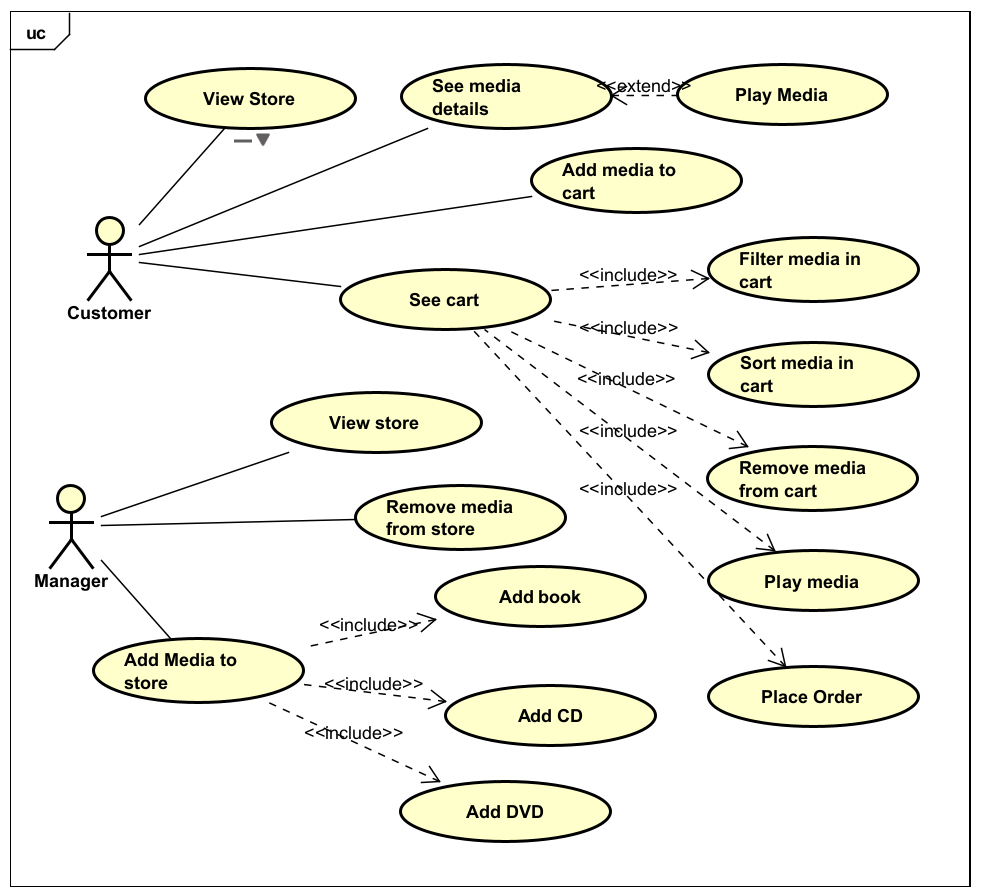 uc
View Store
See media
details
<<extend>>
Play Media
Add media to
cart
Customer
See cart
<<include>>
Filter media in
cart
<<include>>
Sort media in
cart
<<include>>
Remove media
from cart
<<include>>
Play media
<<include>>
Place Order
View store
Manager
Remove media
from store
Add Media to
store
<<include>>
Add book
<<include>>
Add CD
<<include>>
Add DVD